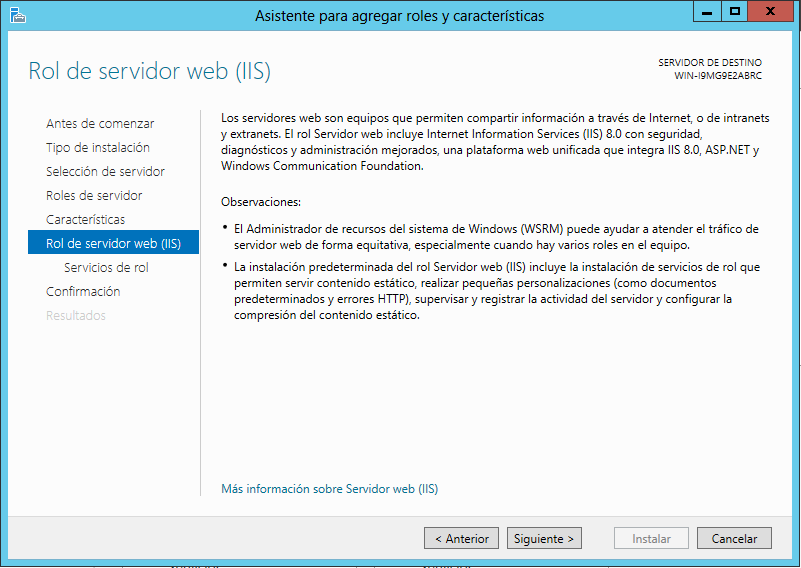 Asistente para agregar roles y características
Rol de servidor web (IIS)
SERVIDOR DE DESTINO
WIN-I9MG9E2ABRC
Antes de comenzar
Tipo de instalación
Selección de servidor
Roles de servidor
Características
Rol de servidor web (IIS)
Servicios de rol
Confirmación
Resultados
Los servidores web son equipos que permiten compartir información a través de Internet, o de intranets
y extranets. El rol Servidor web incluye Internet Information Services (IIS) 8.0 con seguridad,
diagnósticos y administración mejorados, una plataforma web unificada que integra IIS 8.0, ASP.NET y
Windows Communication Foundation.
Observaciones:
• El Administrador de recursos del sistema de Windows (WSRM) puede ayudar a atender el tráfico de
servidor web de forma equitativa, especialmente cuando hay varios roles en el equipo.
• La instalación predeterminada del rol Servidor web (IIS) incluye la instalación de servicios de rol que
permiten servir contenido estático, realizar pequeñas personalizaciones (como documentos
predeterminados y errores HTTP), supervisar y registrar la actividad del servidor y configurar la
compresión del contenido estático.
Más información sobre Servidor web (IIS)
< Anterior
Siguiente >
Instalar
Cancelar